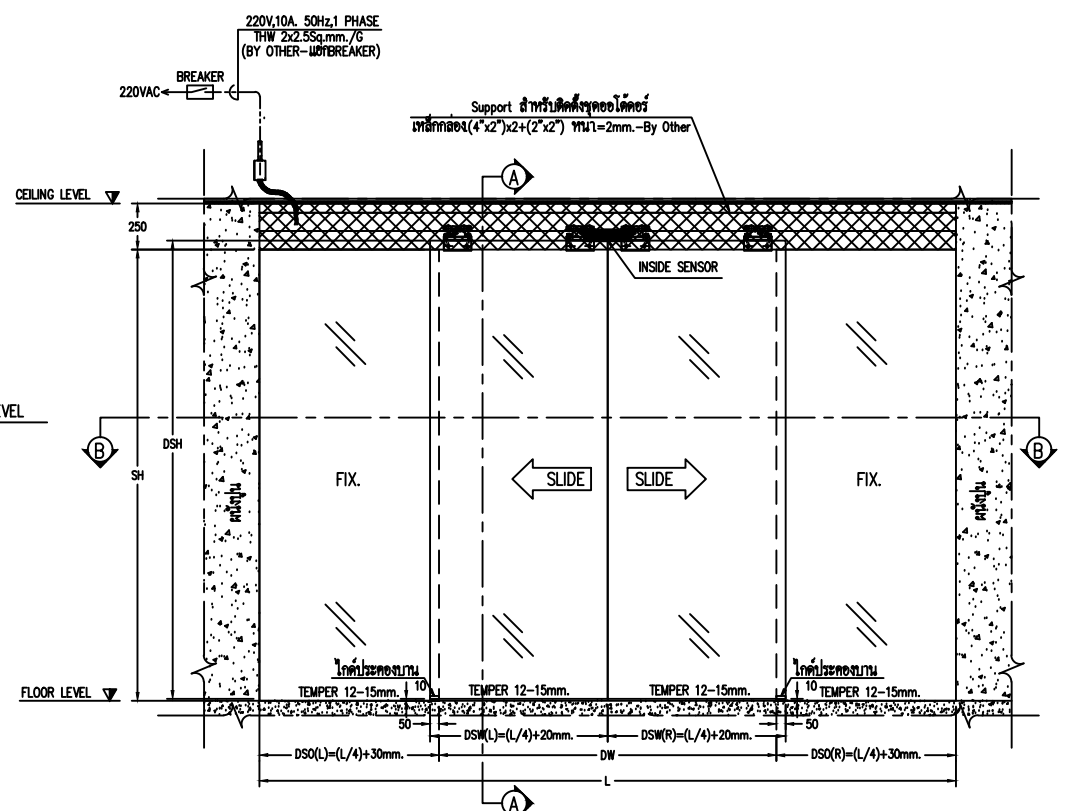 220V,10A. 50Hz,1 PHASE
THW 2x2.5Sq.mm./G
(BY OTHER-แยกBREAKER)
BREAKER
220VAC
Support สำหรับติดตั้งชุดออโต้ดอร์
เหล็กกล่อง(4"x2")x2+(2"x2") หนา=2mm.-By Other
A
CEILING LEVEL
250
INSIDE SENSOR
EVEL
B
B
DSH
SH
FIX.
SLIDE
SLIDE
FIX.
ผนังปูน
ผนังปูน
ไกด์ประคองบาน
ไกด์ประคองบาน
FLOOR LEVEL
TEMPER 12-15mm.
10
TEMPER 12-15mm.
TEMPER 12-15mm.
10
TEMPER 12-15mm.
50
50
DSW(L)=(L/4)+20mm.
DSW(R)=(L/4)+20mm.
DSO(L)=(L/4)+30mm.
DW
DSO(R)=(L/4)+30mm.
L
A